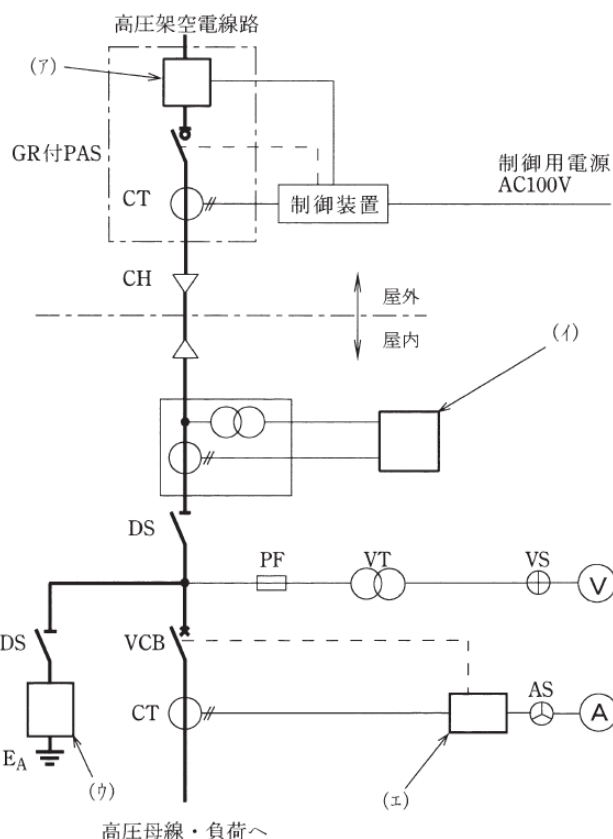 高圧架空電線路
(ア)
GR付PAS
CT
制御装置
制御用電源
AC100V
CH
屋外
屋内
(イ)
DS
PF
VT
VS
V
DS
VCB
CT
AS
A
EA
(ウ)
(エ)
高圧母線・負荷へ